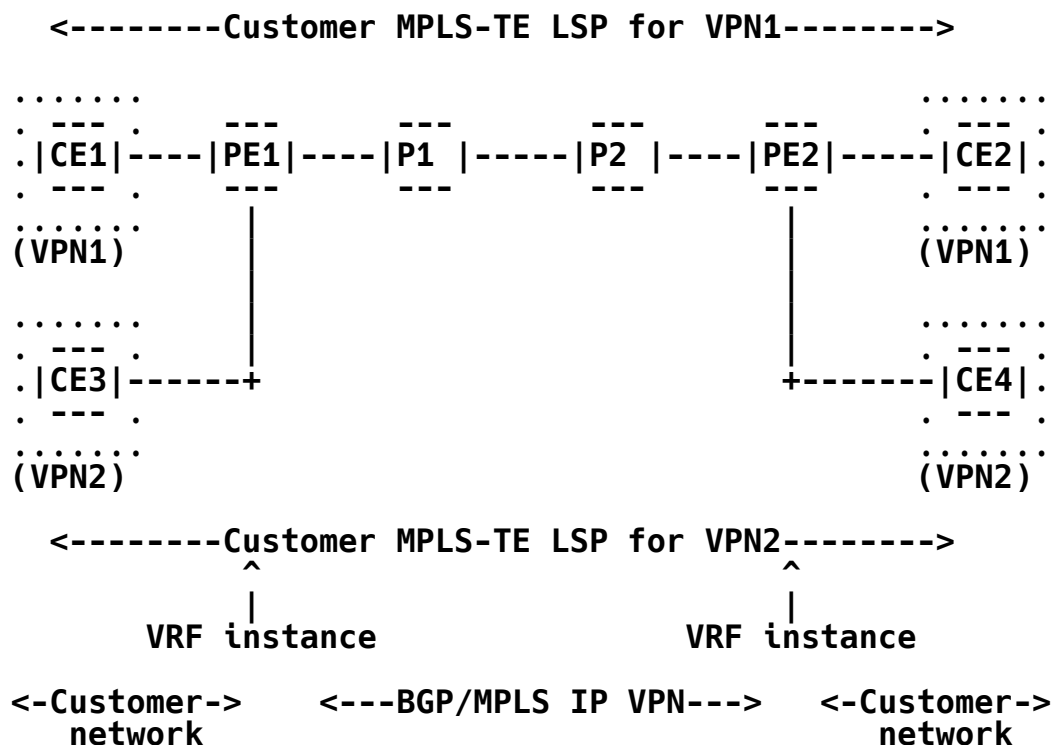 <--------Customer MPLS-TE LSP for VPN1-------->
.......                                         .......
. --- .    ---      ---       ---      ---     . --- .
.|CE1|----|PE1|----|P1 |-----|P2 |----|PE2|-----|CE2|.
. --- .    ---      ---       ---      ---     . --- .
.......     |                           |      .......
(VPN1)      |                           |      (VPN1)
            |                           |
.......     |                           |      .......
. --- .     |                           |      . --- .
.|CE3|------+                           +-------|CE4|.
. --- .                                        . --- .
.......                                        .......
(VPN2)                                         (VPN2)
<--------Customer MPLS-TE LSP for VPN2-------->
            ^                           ^
            |                           |
       VRF instance                VRF instance
<-Customer->    <---BGP/MPLS IP VPN--->   <-Customer->
   network                                   network